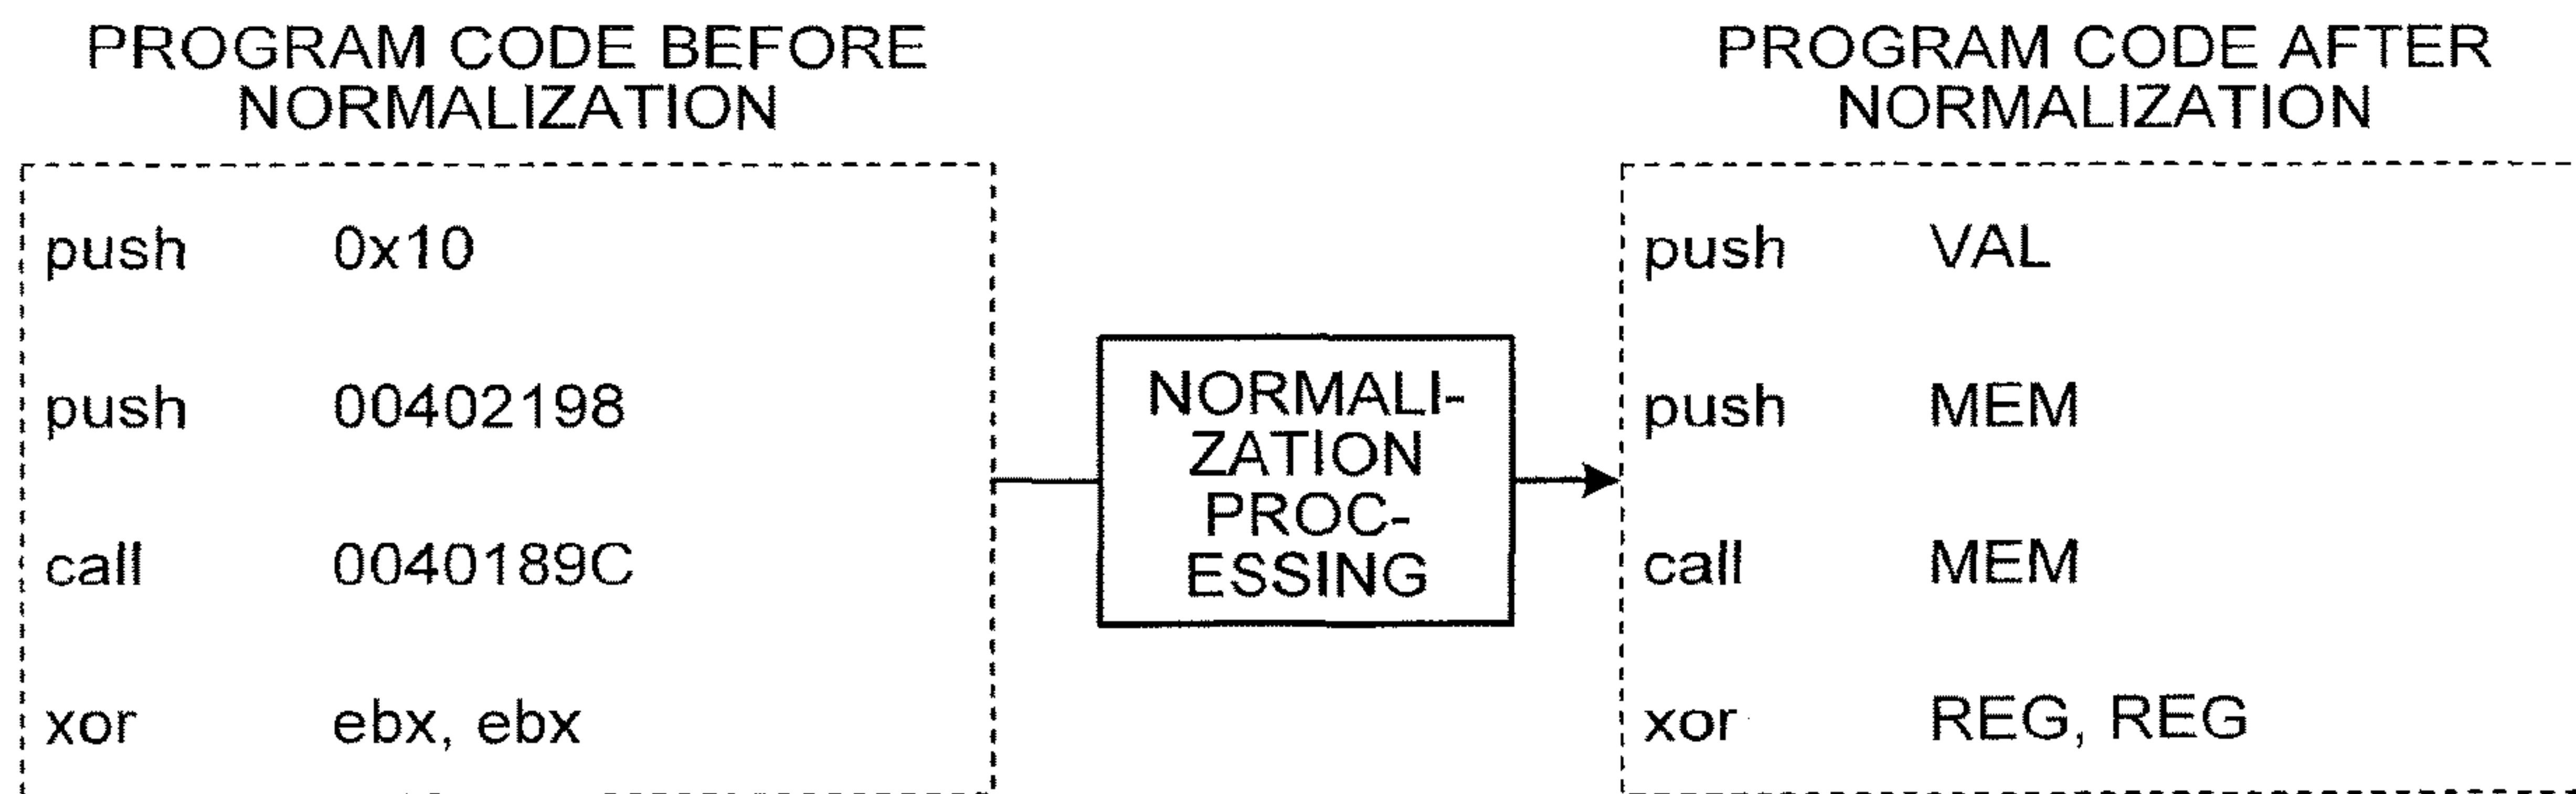 PROGRAM CODE BEFORE
NORMALIZATION
push 0x10
push 00402198
call 0040189C
xor ebx, ebx
NORMALI-
ZATION
PROC-
ESSING
PROGRAM CODE AFTER
NORMALIZATION
push VAL
push MEM
call MEM
xor REG, REG